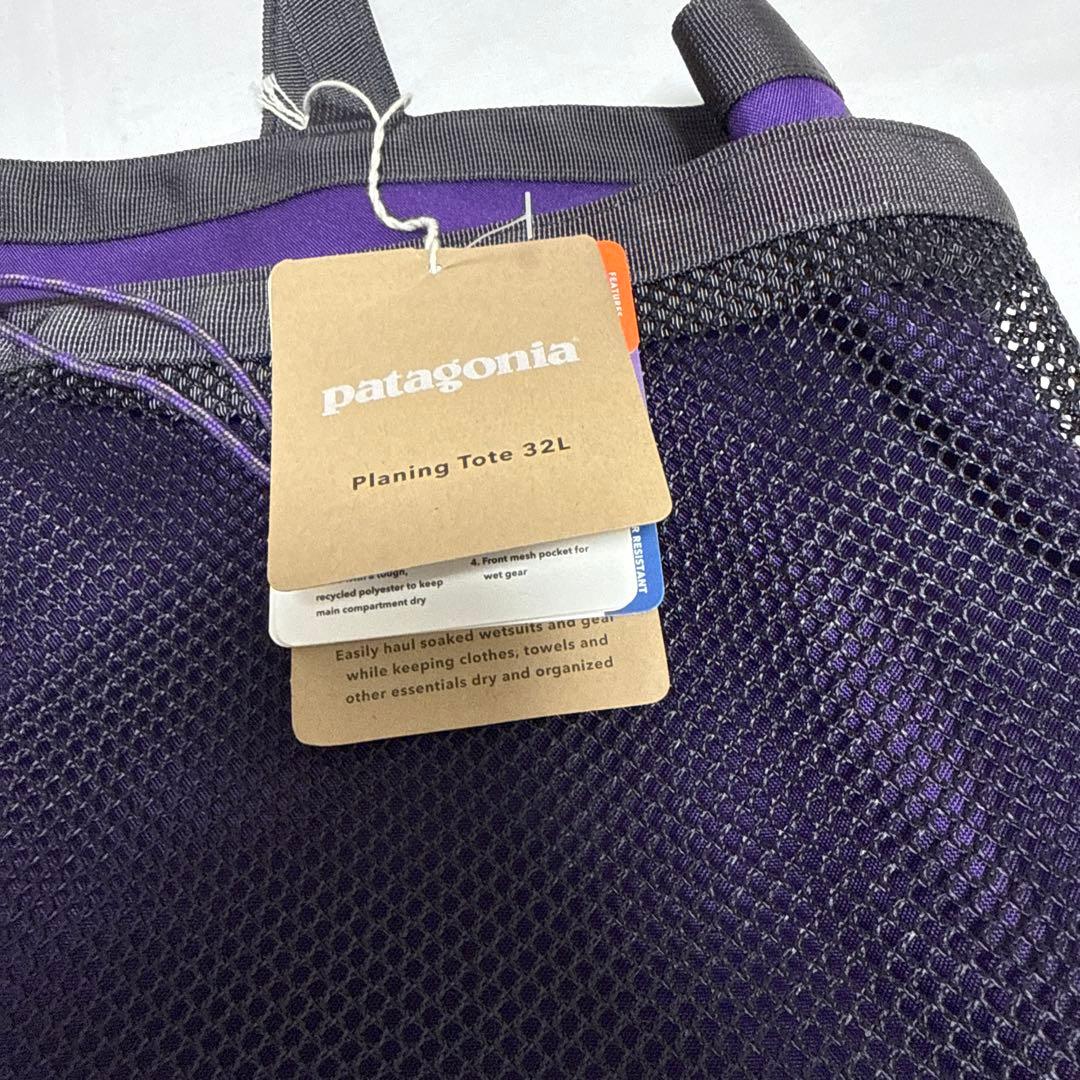 FEATURES
patagonia
Planing Tote 32L
RESISTANT
tough,
recycled polyester to keep
main compartment dry
4. Front mesh pocket for
wet gear
Easily haul soaked wetsuits and gear
while keeping clothes, towels and
other essentials dry and organized